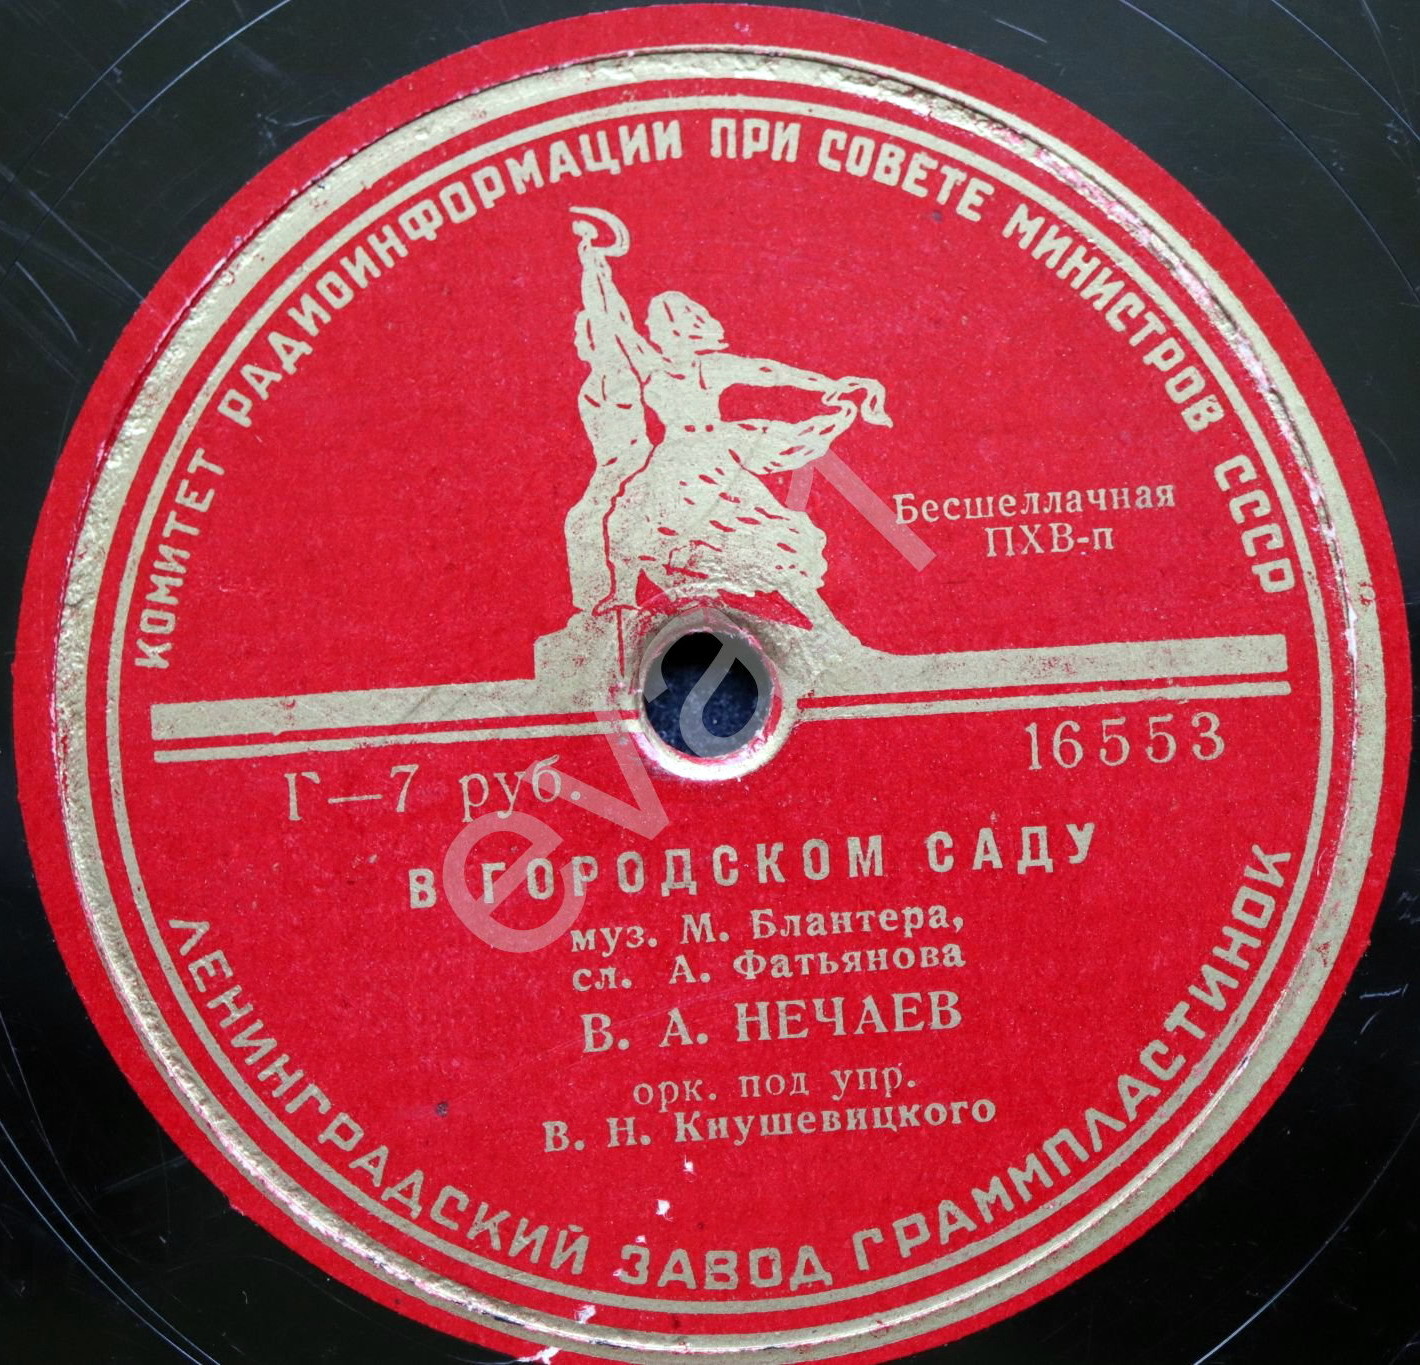 КОМИТЕТ РАДИОИНФОРМАЦИИ ПРИ СОВЕТЕ МИНИСТРОВ СССР
Бесшеллачная
ПХВ-п
16553
Г—7 руб.
В ГОРОДСКОМ САДУ
муз. М. Блантера,
сл. А. Фатьянова
В. А. НЕЧАЕВ
орк. под упр.
В. Н. Кнушевицкого
ЛЕНИНГРАДСКИЙ ЗАВОД ГРАММПЛАСТИНОК
eva1